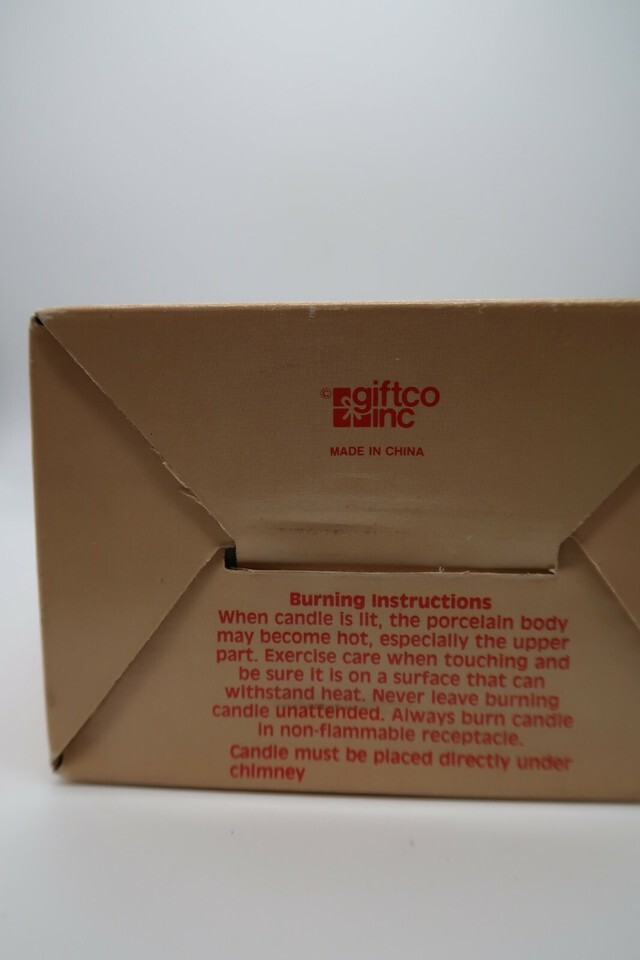 © giftco
inc
MADE IN CHINA
Burning Instructions
When candle is lit, the porcelain body
may become hot, especially the upper
part. Exercise care when touching and
be sure it is on a surface that can
withstand heat. Never leave burning
candle unattended. Always burn candle
in non-flammable receptacle.
Candle must be placed directly under
chimney